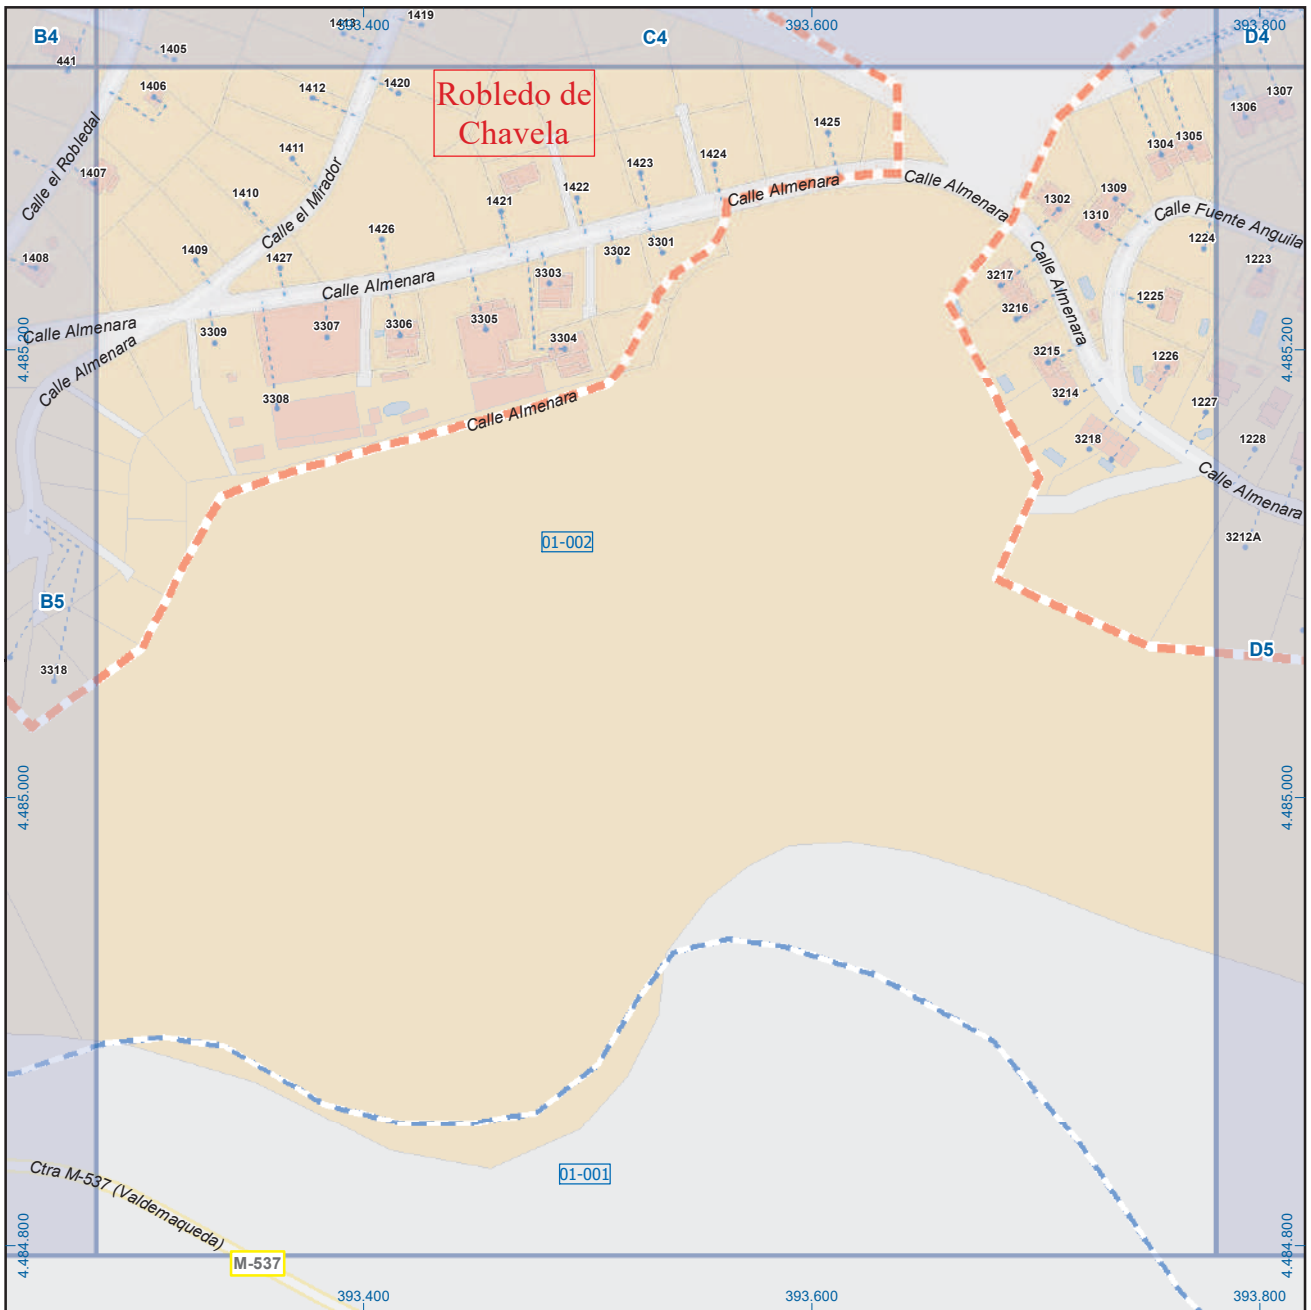 B4
1413
393.400
1419
C4
393.600
393.800
D4
441
1405
1406
1412
1420
Robledo de
Chavela
1307
1306
1425
1305
1304
Calle el Robledal
1407
1411
Calle el Mirador
1423
1424
1410
1422
1421
Calle Almenara
Calle Almenara
1302
1309
1310
Calle Fuente Anguila
1224
1408
1409
1427
1426
3302
3301
1223
3303
Calle Almenara
Calle Almenara
3217
3216
1225
Calle Almenara
3309
3307
3306
3305
3304
4.485.200
4.485.200
Calle Almenara
3215
1226
3308
Calle Almenara
3214
1227
3218
1228
Calle Almenara
01-002
3212A
B5
D5
3318
4.485.000
4.485.000
01-001
Ctra M-537 (Valdemaqueda)
M-537
4.484.800
4.484.800
393.400
393.600
393.800